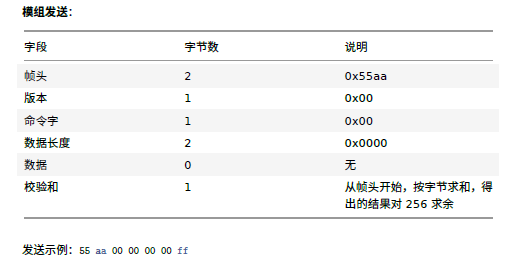 模组发送：
字段 字节数 说明
帧头 2 0x55aa
版本 1 0x00
命令字 1 0x00
数据长度 2 0x0000
数据 0 无
校验和 1 从帧头开始，按字节求和，得
出的结果对 256 求余
发送示例：55 aa 00 00 00 00 ff